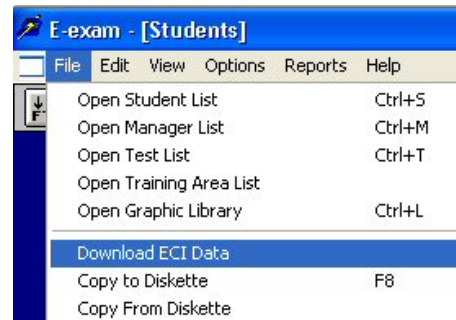 E-exam - [Students]
File Edit View Options Reports Help
Open Student List Ctrl+S
Open Manager List Ctrl+M
Open Test List Ctrl+T
Open Training Area List
Open Graphic Library Ctrl+L
Download ECI Data
Copy to Diskette F8
Copy From Diskette